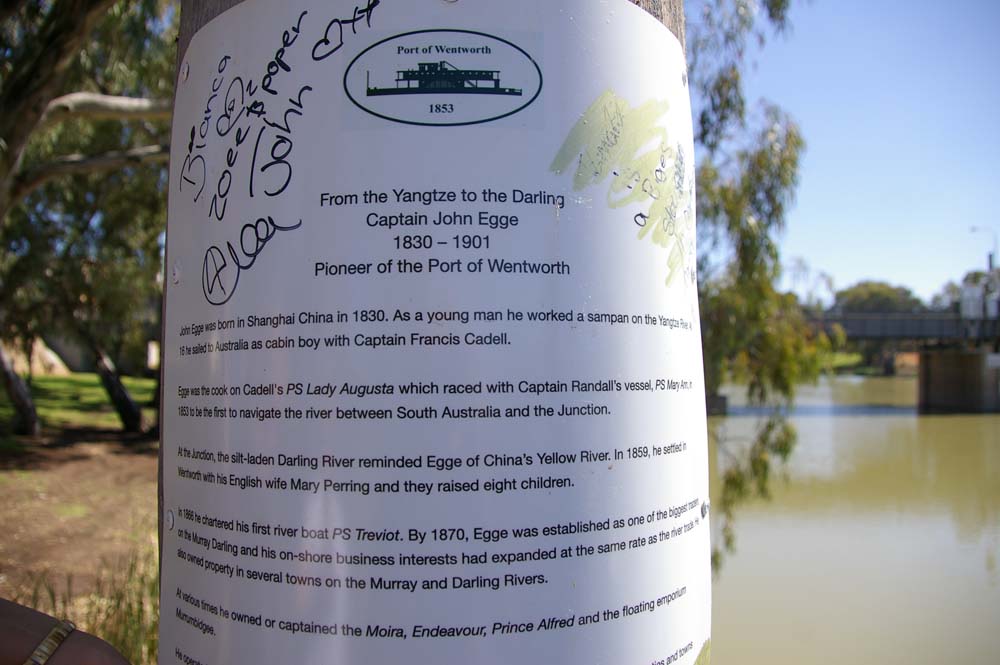 Bianca
zoee
pooper
John
Port of Wentworth
1853
From the Yangtze to the Darling
Captain John Egge
1830 – 1901
Pioneer of the Port of Wentworth
John Egge was born in Shanghai China in 1830. As a young man he worked a sampan on the Yangtze River. At
16 he sailed to Australia as cabin boy with Captain Francis Cadell.
Egge was the cook on Cadell's PS Lady Augusta which raced with Captain Randall's vessel, PS Mary Ann, in
1853 to be the first to navigate the river between South Australia and the Junction.
At the Junction, the silt-laden Darling River reminded Egge of China's Yellow River. In 1859, he settled in
Wentworth with his English wife Mary Perring and they raised eight children.
In 1866 he chartered his first river boat PS Treviot. By 1870, Egge was established as one of the biggest traders
on the Murray Darling and his on-shore business interests had expanded at the same rate as the river trade. He
also owned property in several towns on the Murray and Darling Rivers.
At various times he owned or captained the Moira, Endeavour, Prince Alfred and the floating emporium
Murrumbidgee.
He
and towns